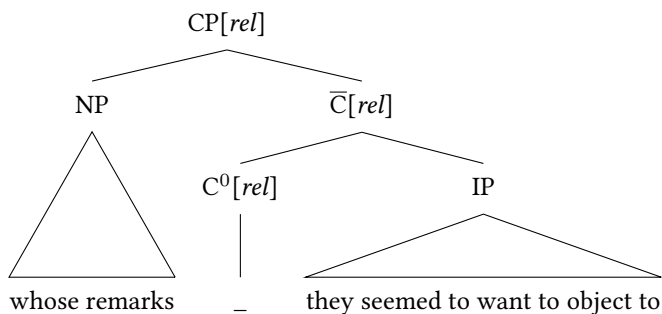 CP[rel]
NP C̅[rel]
C⁰[rel] IP
whose remarks _ they seemed to want to object to